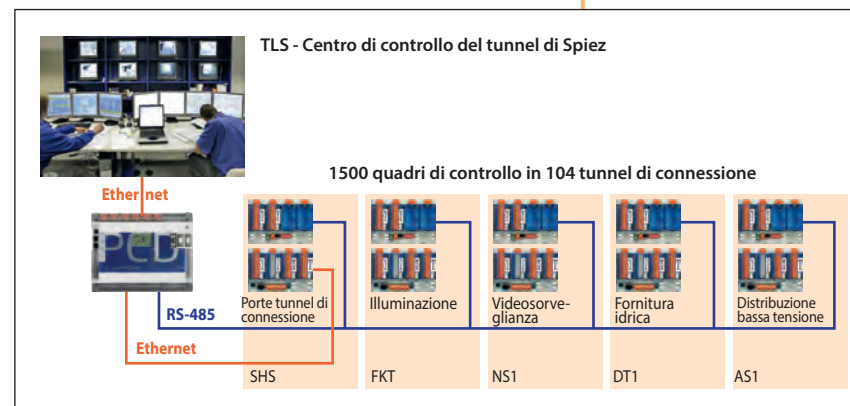 TLS - Centro di controllo del tunnel di Spiez
1500 quadri di controllo in 104 tunnel di connessione
Ethernet
PCD
RS-485
Ethernet
Porte tunnel di
connessione
SHS
Illuminazione
FKT
Videosorve-
glianza
NS1
Fornitura
idrica
DT1
Distribuzione
bassa tensione
AS1